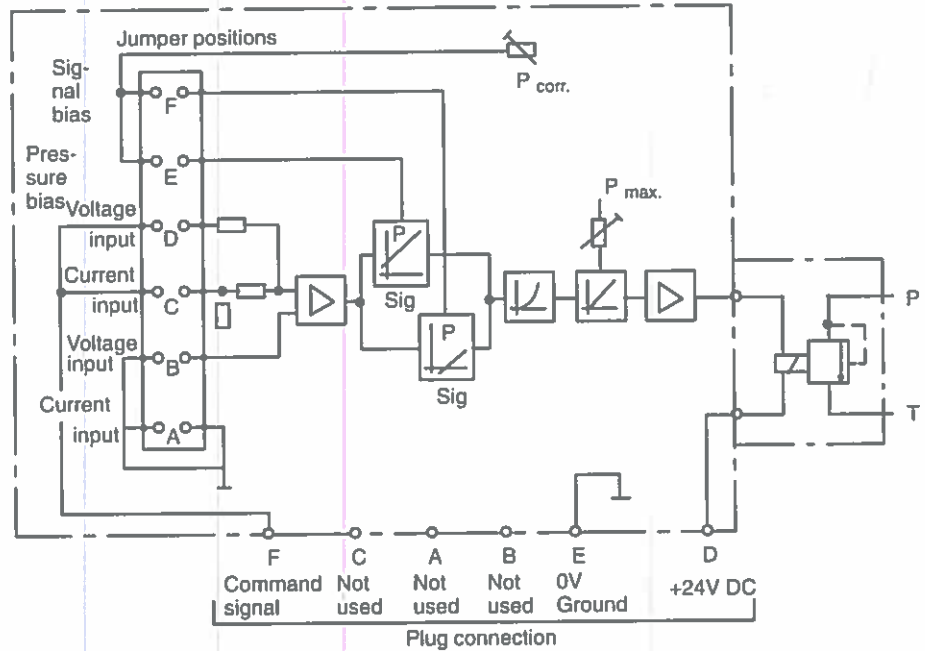 Jumper positions
P corr.
Sig-
nal
bias
F
Pres-
sure
bias
E
Voltage
input
D
P max.
P
Current
input
C
Sig
P
Sig
Voltage
input
B
Current
input
A
P
T
F
C
A
B
E
D
Command
signal
Not
used
Not
used
Not
used
0V
Ground
+24V DC
Plug connection